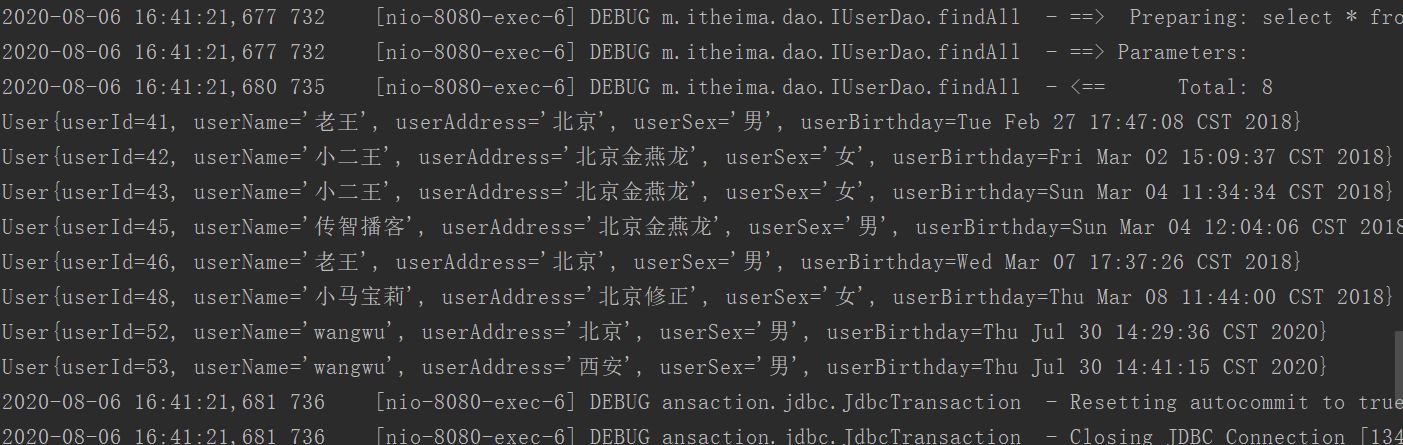 2020-08-06 16:41:21,677 732    [nio-8080-exec-6] DEBUG m.itheima.dao.IUserDao.findAll  - ==>  Preparing: select * fro
2020-08-06 16:41:21,677 732    [nio-8080-exec-6] DEBUG m.itheima.dao.IUserDao.findAll  - ==> Parameters:
2020-08-06 16:41:21,680 735    [nio-8080-exec-6] DEBUG m.itheima.dao.IUserDao.findAll  - <==      Total: 8
User{userId=41, userName='老王', userAddress='北京', userSex='男', userBirthday=Tue Feb 27 17:47:08 CST 2018}
User{userId=42, userName='小二王', userAddress='北京金燕龙', userSex='女', userBirthday=Fri Mar 02 15:09:37 CST 2018}
User{userId=43, userName='小二王', userAddress='北京金燕龙', userSex='女', userBirthday=Sun Mar 04 11:34:34 CST 2018}
User{userId=45, userName='传智播客', userAddress='北京金燕龙', userSex='男', userBirthday=Sun Mar 04 12:04:06 CST 2018
User{userId=46, userName='老王', userAddress='北京', userSex='男', userBirthday=Wed Mar 07 17:37:26 CST 2018}
User{userId=48, userName='小马宝莉', userAddress='北京修正', userSex='女', userBirthday=Thu Mar 08 11:44:00 CST 2018}
User{userId=52, userName='wangwu', userAddress='北京', userSex='男', userBirthday=Thu Jul 30 14:29:36 CST 2020}
User{userId=53, userName='wangwu', userAddress='西安', userSex='男', userBirthday=Thu Jul 30 14:41:15 CST 2020}
2020-08-06 16:41:21,681 736    [nio-8080-exec-6] DEBUG ansaction.jdbc.JdbcTransaction  - Resetting autocommit to true
2020-08-06 16:41:21,681 736    [nio-8080-exec-6] DEBUG ansaction.jdbc.JdbcTransaction  - Closing JDBC Connection [134